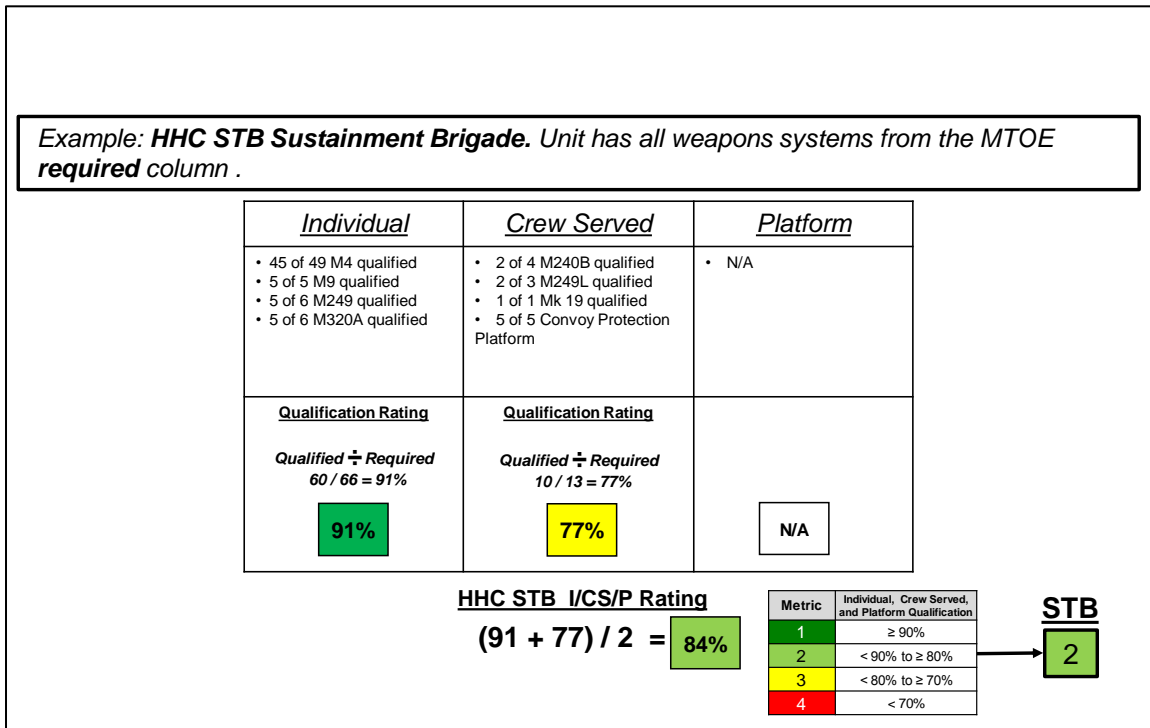 Example: HHC STB Sustainment Brigade. Unit has all weapons systems from the MTOE
required column .
Individual
Crew Served
Platform
• 45 of 49 M4 qualified
• 5 of 5 M9 qualified
• 5 of 6 M249 qualified
• 5 of 6 M320A qualified
• 2 of 4 M240B qualified
• 2 of 3 M249L qualified
• 1 of 1 Mk 19 qualified
• 5 of 5 Convoy Protection
Platform
• N/A
Qualification Rating
Qualified ÷ Required
60 / 66 = 91%
91%
Qualification Rating
Qualified ÷ Required
10 / 13 = 77%
77%
N/A
HHC STB I/CS/P Rating
(91 + 77) / 2 = 84%
Metric
Individual, Crew Served,
and Platform Qualification
1 ≥ 90%
2 < 90% to ≥ 80%
3 < 80% to ≥ 70%
4 < 70%
STB
2